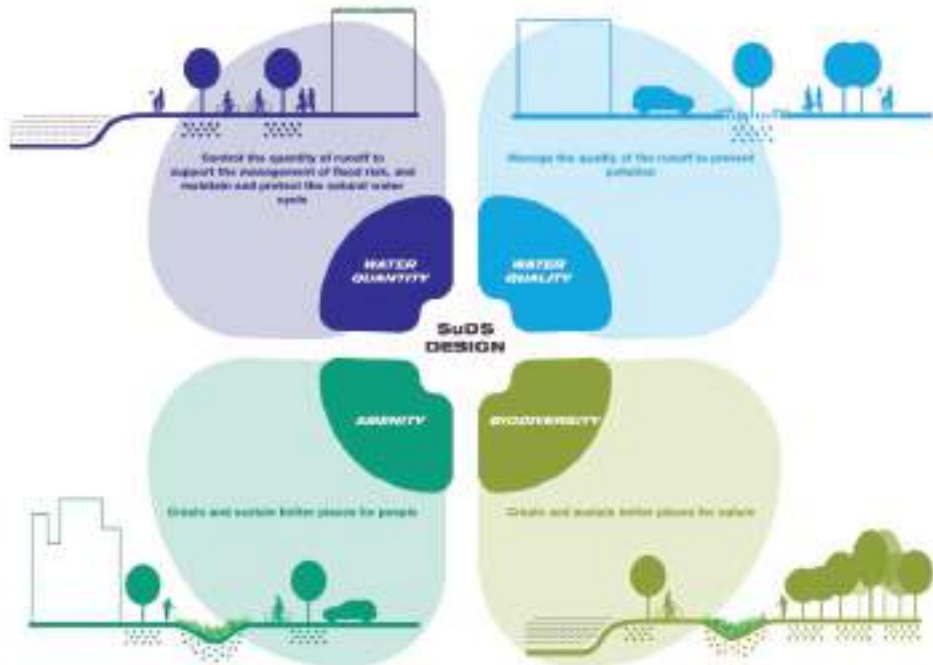 Control the quantity of runoff to
support the management of flood risk, and
maintain and protect the natural water
cycle
Manage the quality of the runoff to prevent
pollution
WATER
QUANTITY
WATER
QUALITY
SuDS
DESIGN
AMENITY
BIODIVERSITY
Create and sustain better places for people
Create and sustain better places for nature